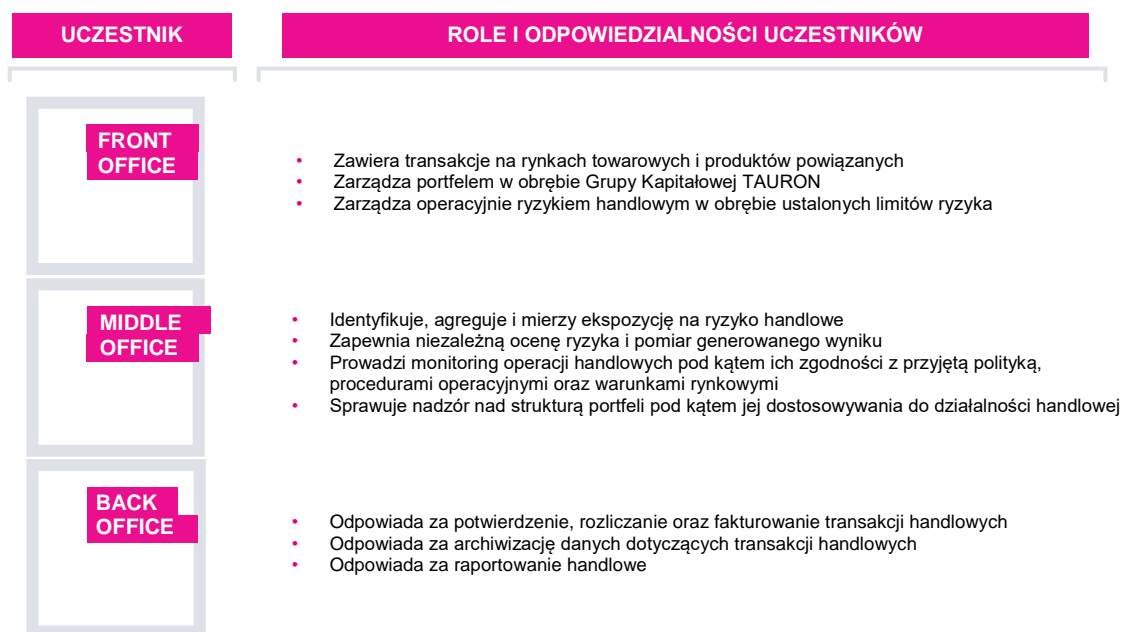 UCZESTNIK
ROLE I ODPOWIEDZIALNOŚCI UCZESTNIKÓW
FRONT
OFFICE
• Zawiera transakcje na rynkach towarowych i produktów powiązanych
• Zarządza portfelem w obrębie Grupy Kapitałowej TAURON
• Zarządza operacyjnie ryzykiem handlowym w obrębie ustalonych limitów ryzyka
MIDDLE
OFFICE
• Identyfikuje, agreguje i mierzy ekspozycję na ryzyko handlowe
• Zapewnia niezależną ocenę ryzyka i pomiar generowanego wyniku
• Prowadzi monitoring operacji handlowych pod kątem ich zgodności z przyjętą polityką,
procedurami operacyjnymi oraz warunkami rynkowymi
• Sprawuje nadzór nad strukturą portfeli pod kątem jej dostosowywania do działalności handlowej
BACK
OFFICE
• Odpowiada za potwierdzenie, rozliczanie oraz fakturowanie transakcji handlowych
• Odpowiada za archiwizację danych dotyczących transakcji handlowych
• Odpowiada za raportowanie handlowe